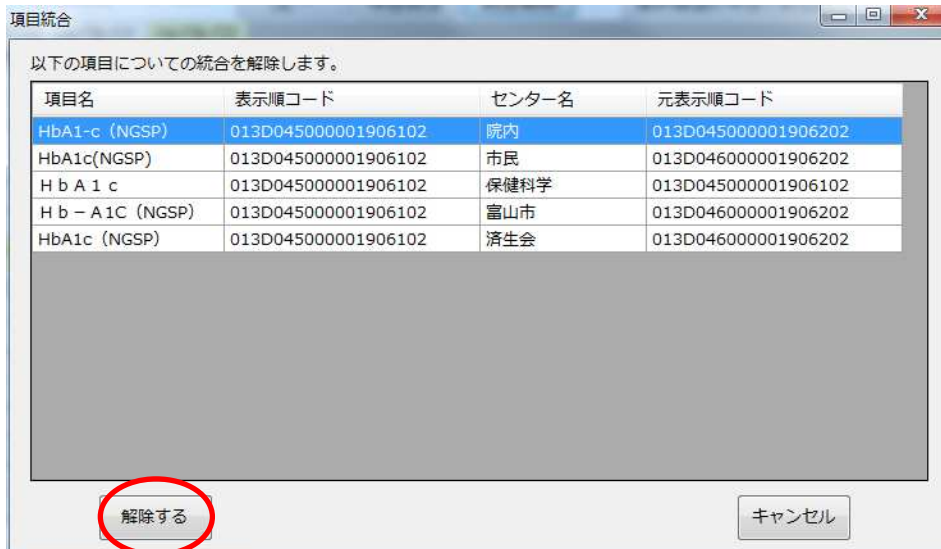 項目統合
以下の項目についての統合を解除します。
項目名 表示順コード センター名 元表示順コード
HbA1-c（NGSP） 013D045000001906102 院内 013D045000001906202
HbA1c(NGSP) 013D045000001906102 市民 013D046000001906202
ＨｂＡ１ｃ 013D045000001906102 保健科学 013D045000001906102
Ｈｂ－A1C（NGSP） 013D045000001906102 富山市 013D046000001906202
HbA1c（NGSP） 013D045000001906102 済生会 013D046000001906202
解除する キャンセル